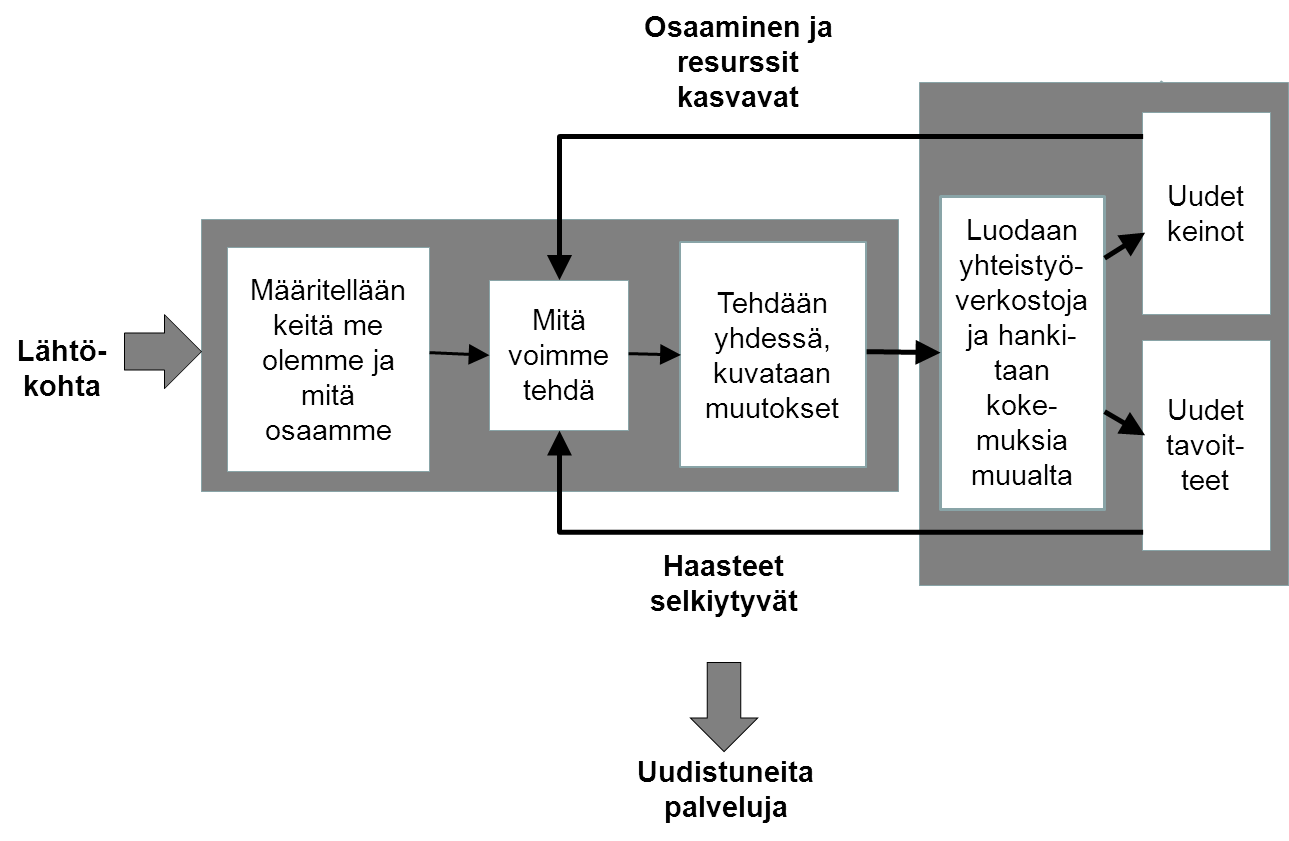 Osaaminen ja
resurssit
kasvavat
Lähtö-
kohta
Määritellään
keitä me
olemme ja
mitä
osaamme
Mitä
voimme
tehdä
Tehdään
yhdessä,
kuvataan
muutokset
Luodaan
yhteistyö-
verkostoja
ja hanki-
taan
koke-
muksia
muualta
Uudet
keinot
Uudet
tavoit-
teet
Haasteet
selkiytyvät
Uudistuneita
palveluja